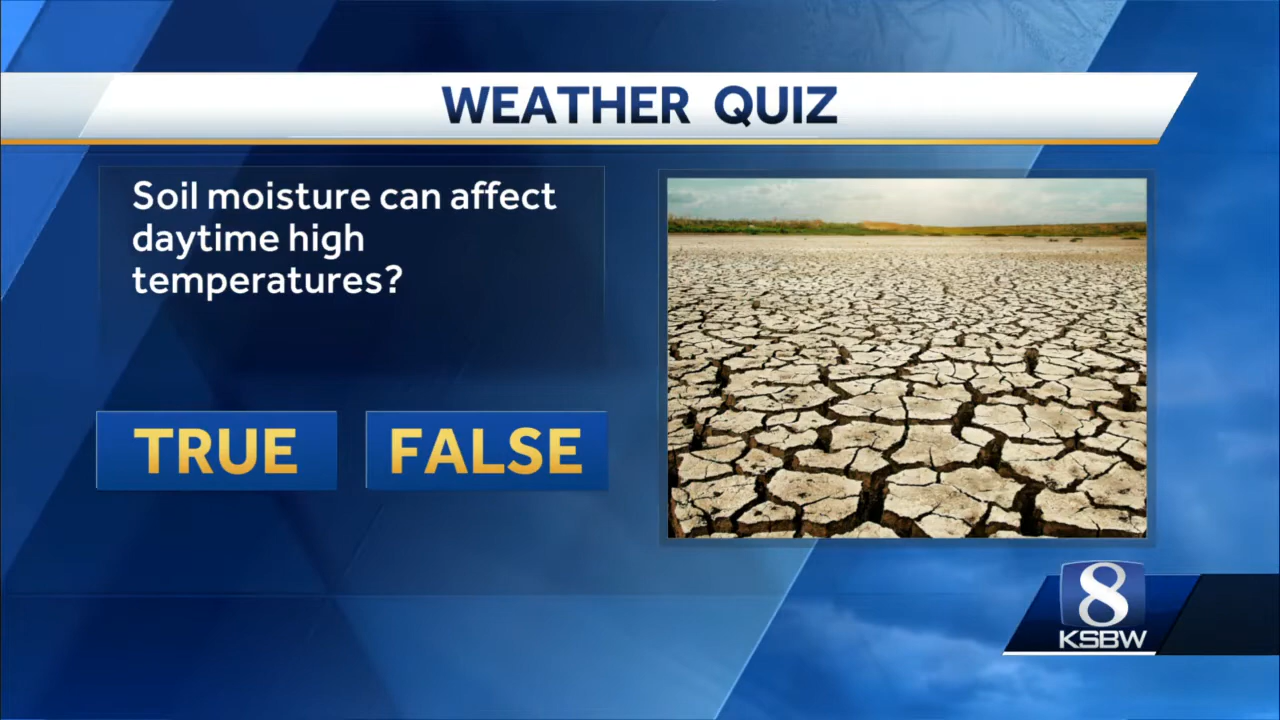 WEATHER QUIZ
Soil moisture can affect
daytime high
temperatures?
TRUE FALSE
8
KSBW